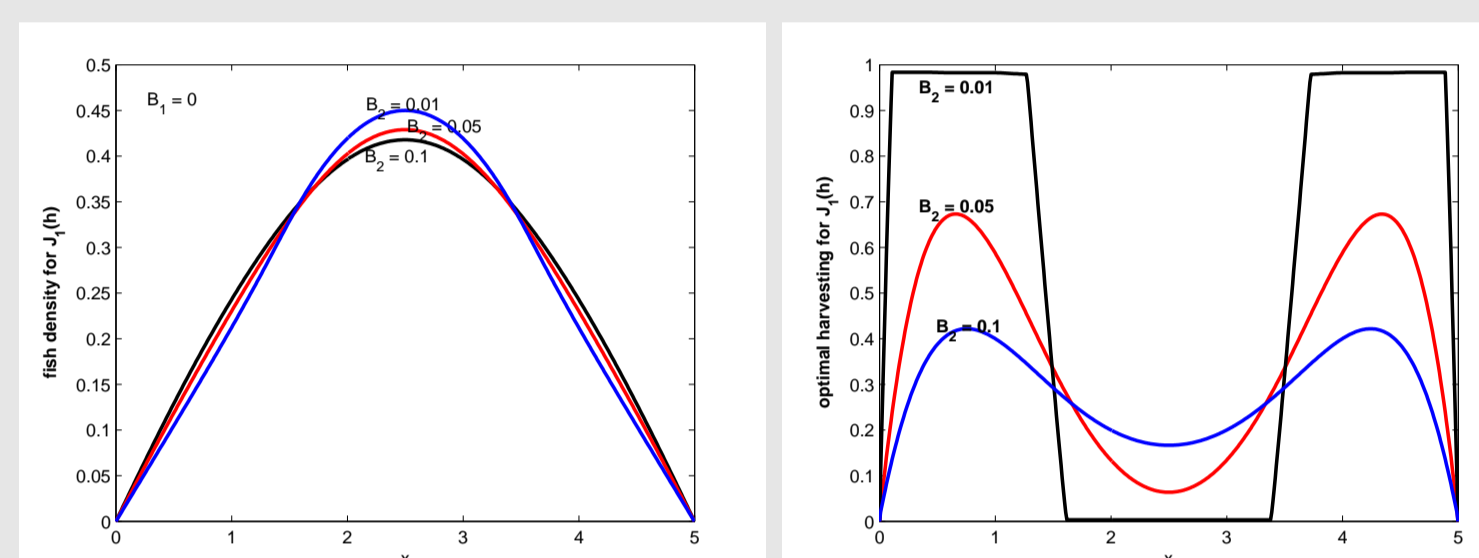 fish density for J1(h)
0.5
0.45
0.4
0.35
0.3
0.25
0.2
0.15
0.1
0.05
0
B1 = 0
B2 = 0.01
B2 = 0.05
B2 = 0.1
0 1 2 3 4 5
optimal harvesting for J1(h)
1
0.9
0.8
0.7
0.6
0.5
0.4
0.3
0.2
0.1
0
B2 = 0.01
B2 = 0.05
B2 = 0.1
0 1 2 3 4 5